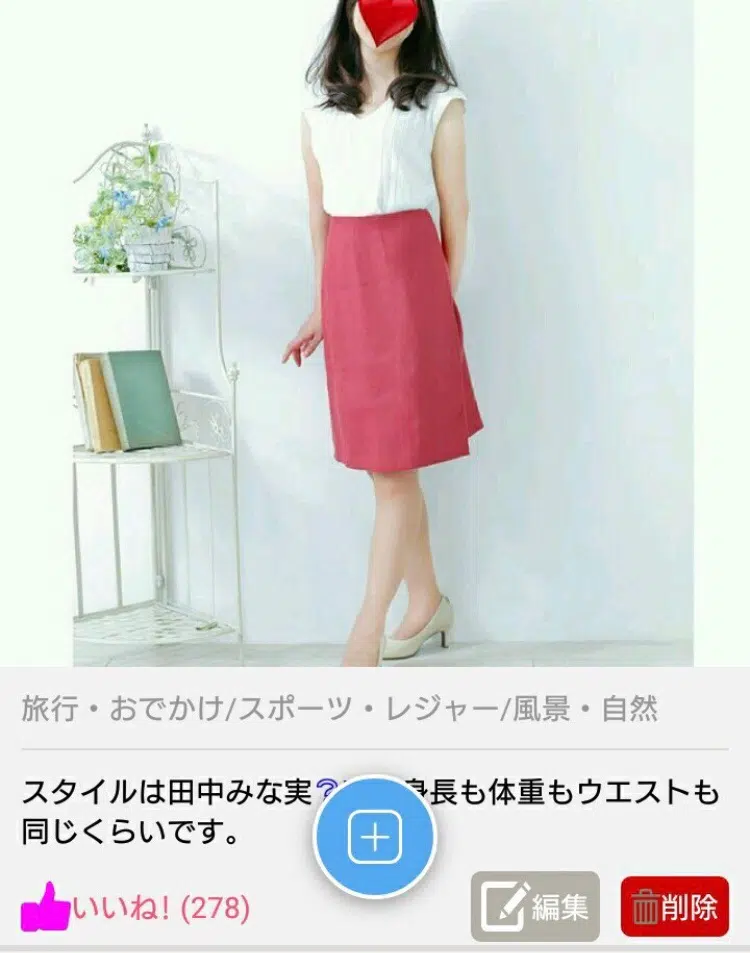 旅行・おでかけ/スポーツ・レジャー/風景・自然
スタイルは田中みな実?身長も体重もウエストも
同じくらいです。
いいね! (278)
編集
削除